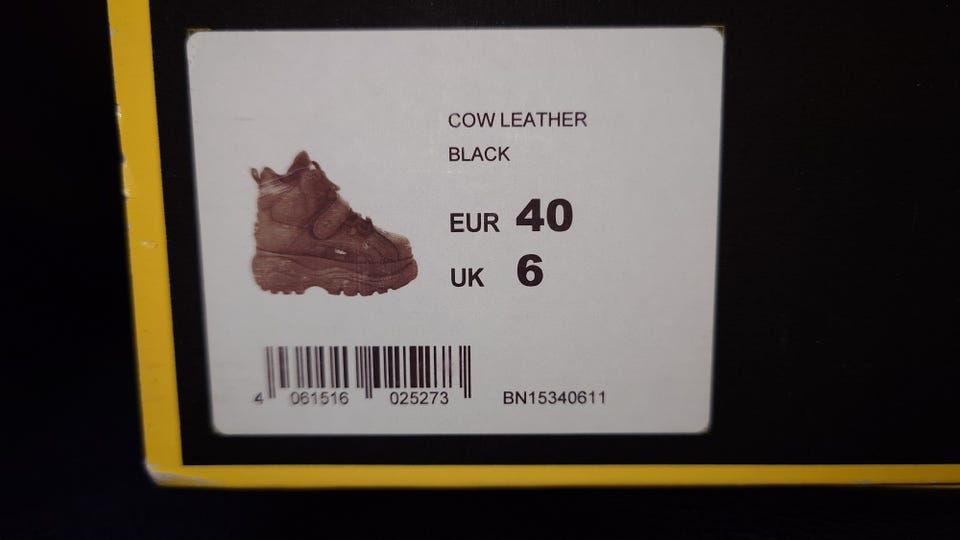 COW LEATHER
BLACK
EUR 40
UK 6
4 061516 025273
BN15340611